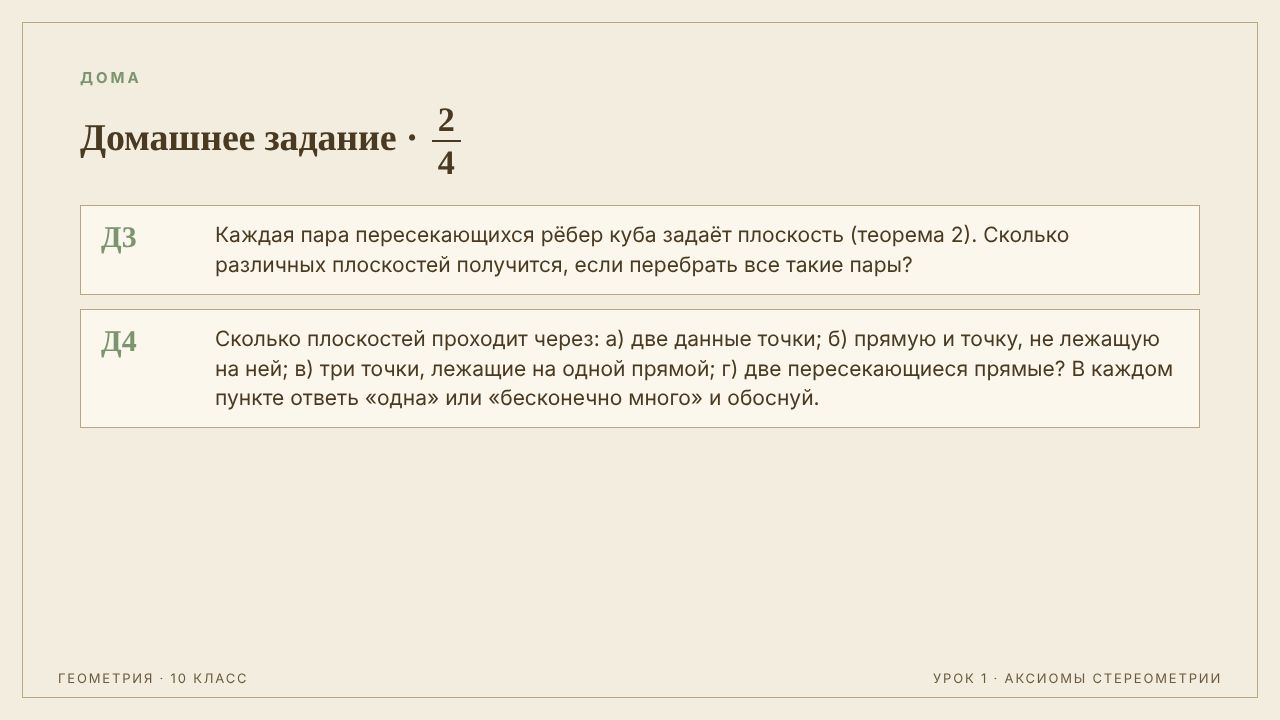 ДОМА
Домашнее задание · 2/4
Д3
Каждая пара пересекающихся рёбер куба задаёт плоскость (теорема 2). Сколько
различных плоскостей получится, если перебрать все такие пары?
Д4
Сколько плоскостей проходит через: а) две данные точки; б) прямую и точку, не лежащую
на ней; в) три точки, лежащие на одной прямой; г) две пересекающиеся прямые? В каждом
пункте ответь «одна» или «бесконечно много» и обоснуй.
ГЕОМЕТРИЯ · 10 КЛАСС
УРОК 1 · АКСИОМЫ СТЕРЕОМЕТРИИ